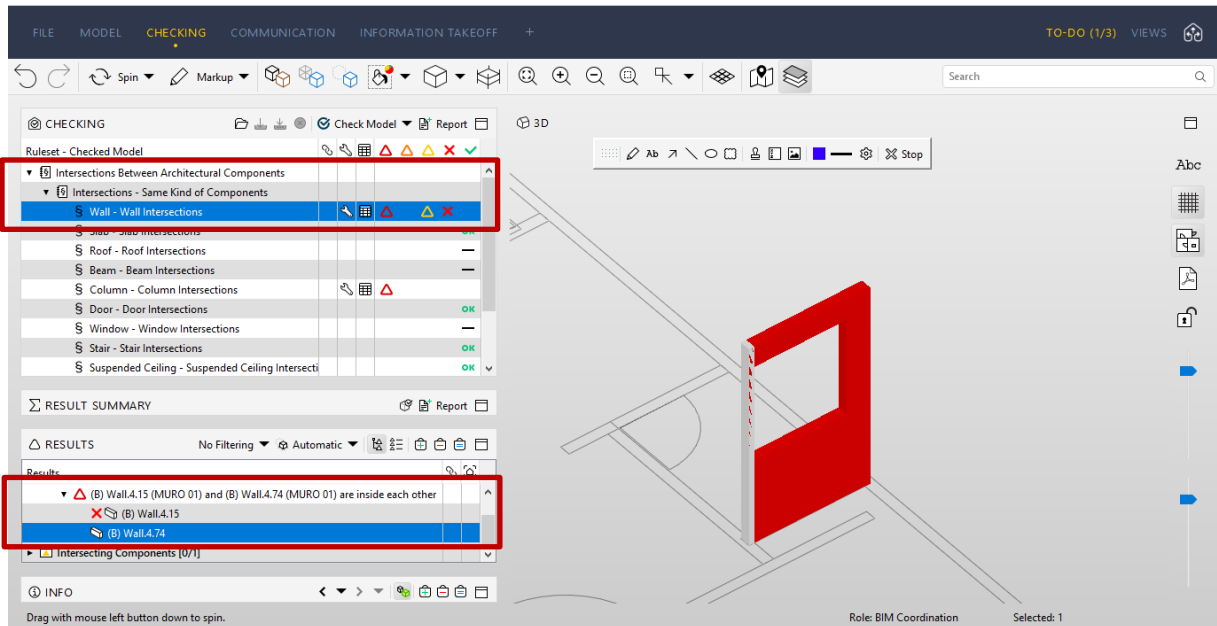 FILE MODEL CHECKING COMMUNICATION INFORMATION TAKEOFF + TO-DO (1/3) VIEWS
Spin Markup Search
CHECKING Check Model Report 3D
Ruleset - Checked Model
Ab Stop
Intersections Between Architectural Components
Abc
Intersections - Same Kind of Components
§ Wall - Wall Intersections
§ Slab - Slab Intersections OK
§ Roof - Roof Intersections —
§ Beam - Beam Intersections —
§ Column - Column Intersections
§ Door - Door Intersections OK
§ Window - Window Intersections —
§ Stair - Stair Intersections OK
§ Suspended Ceiling - Suspended Ceiling Intersecti OK
∑ RESULT SUMMARY Report
RESULTS No Filtering Automatic
Results
(B) Wall.4.15 (MURO 01) and (B) Wall.4.74 (MURO 01) are inside each other
(B) Wall.4.15
(B) Wall.4.74
Intersecting Components [0/1]
INFO
Drag with mouse left button down to spin. Role: BIM Coordination Selected: 1